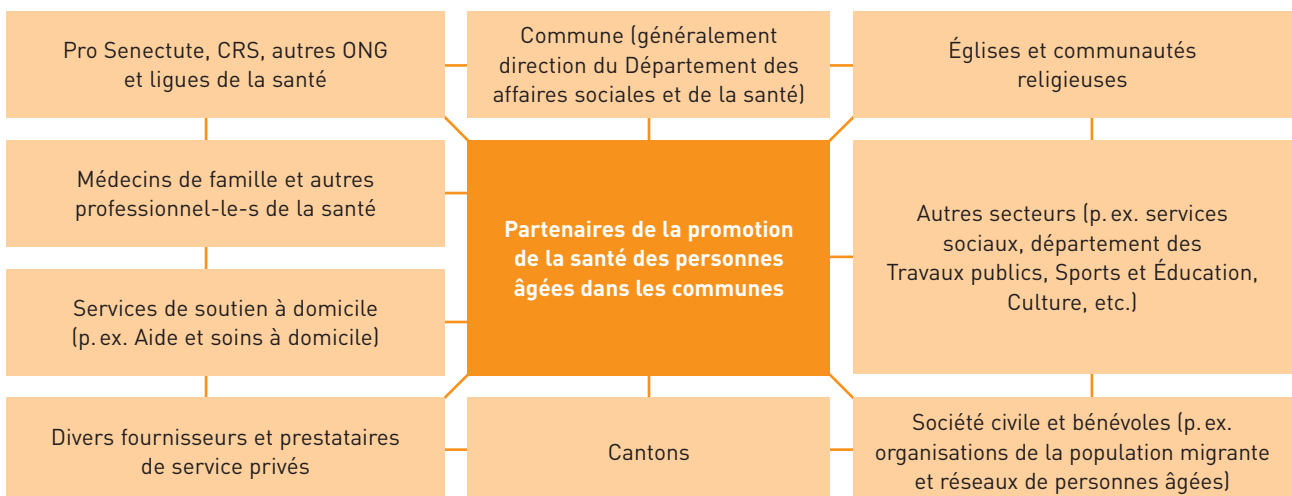 Pro Senectute, CRS, autres ONG
et ligues de la santé
Commune (généralement
direction du Département des
affaires sociales et de la santé)
Églises et communautés
religieuses
Médecins de famille et autres
professionnel-le-s de la santé
Partenaires de la promotion
de la santé des personnes
âgées dans les communes
Autres secteurs (p. ex. services
sociaux, département des
Travaux publics, Sports et Éducation,
Culture, etc.)
Services de soutien à domicile
(p. ex. Aide et soins à domicile)
Divers fournisseurs et prestataires
de service privés
Cantons
Société civile et bénévoles (p. ex.
organisations de la population migrante
et réseaux de personnes âgées)